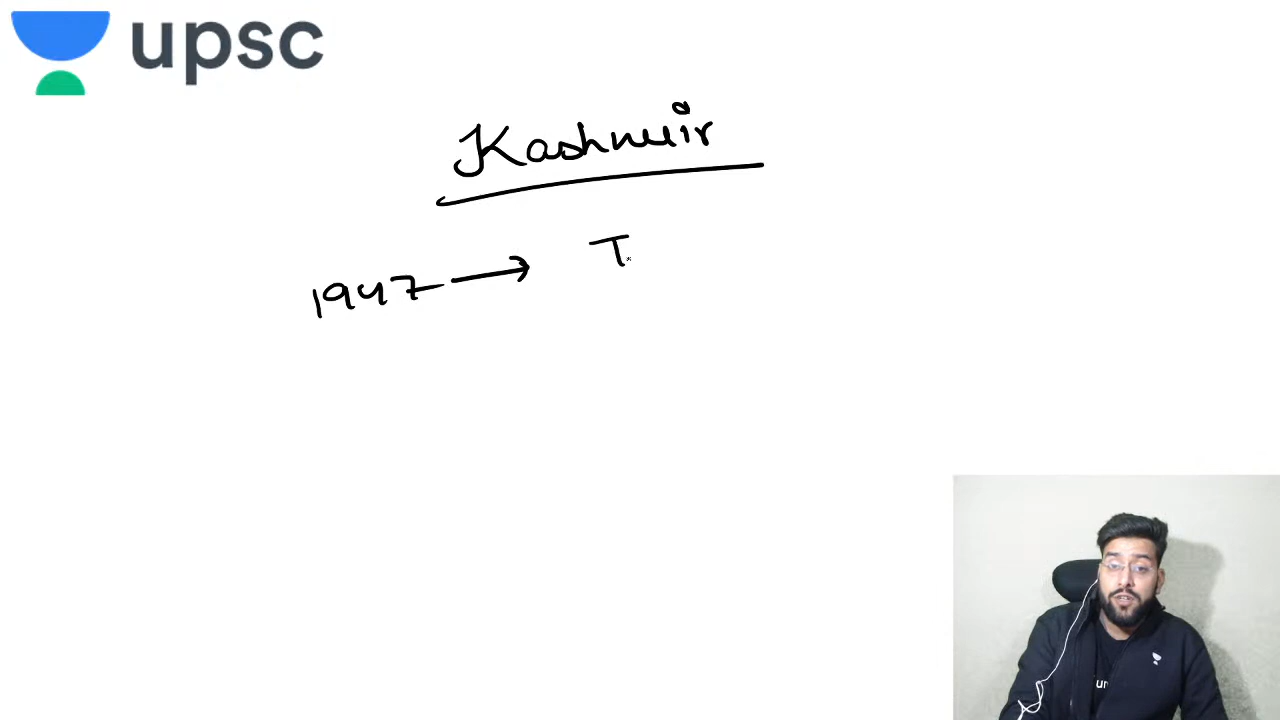 upsc
Kashmir
1947 → T